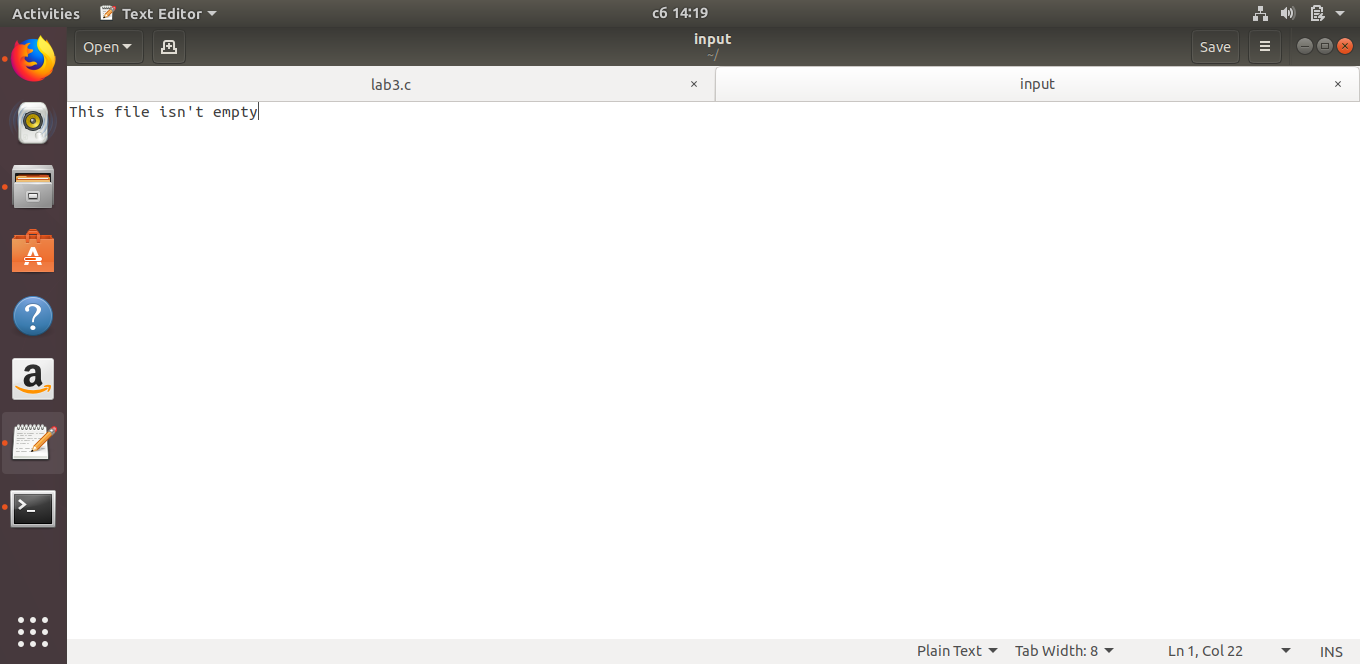 Activities Text Editor сб 14:19
Open input Save
~/
lab3.c × input ×
This file isn't empty
Plain Text Tab Width: 8 Ln 1, Col 22 INS